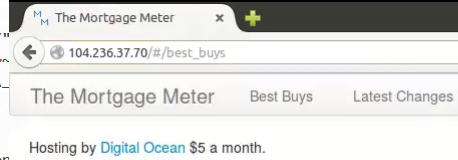 M M The Mortgage Meter ×
104.236.37.70/#/best_buys
The Mortgage Meter Best Buys Latest Changes
Hosting by Digital Ocean $5 a month.